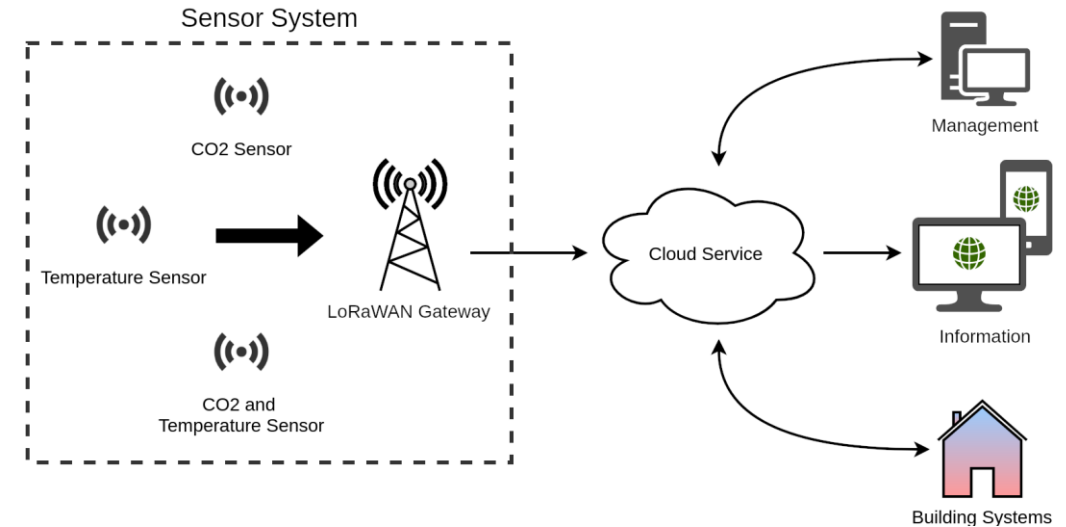 Sensor System
CO2 Sensor
Temperature Sensor
CO2 and
Temperature Sensor
LoRaWAN Gateway
Cloud Service
Management
Information
Building Systems